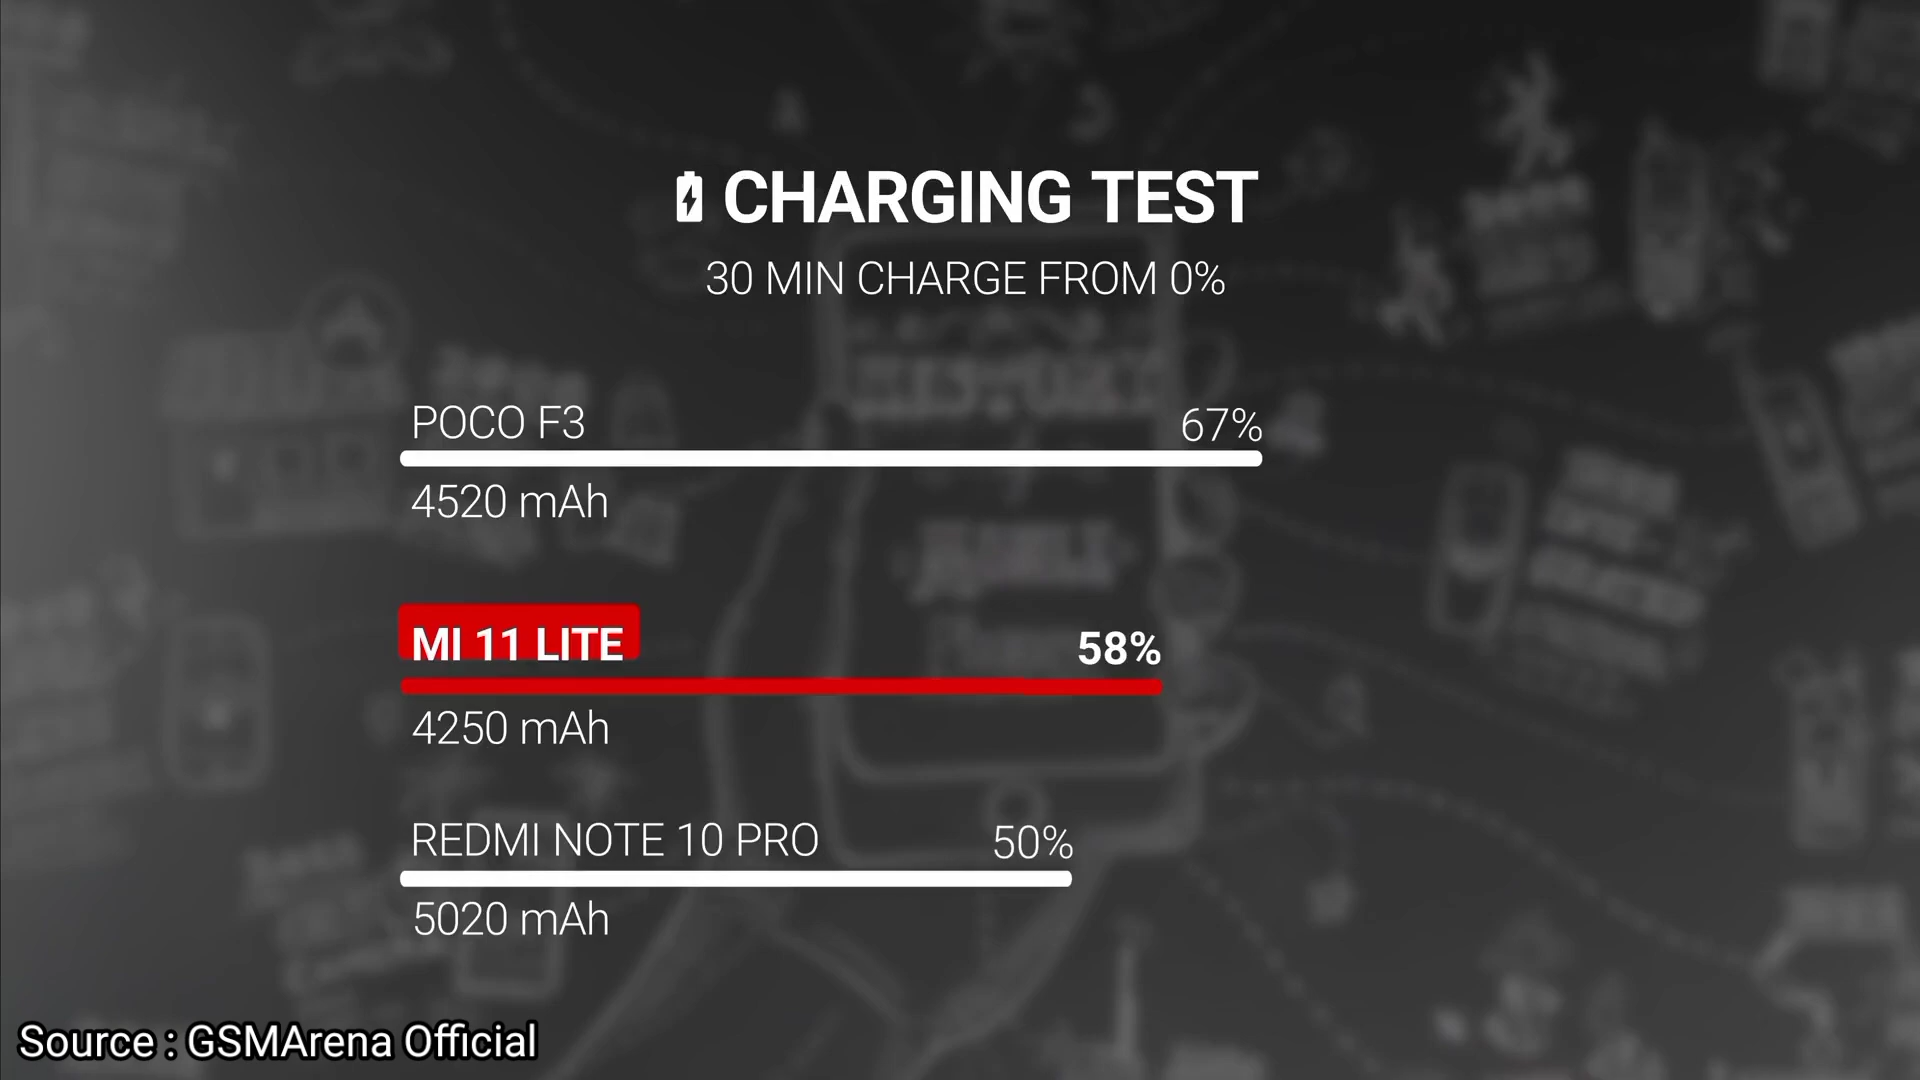 CHARGING TEST
30 MIN CHARGE FROM 0%
POCO F3 67%
4520 mAh
MI 11 LITE 58%
4250 mAh
REDMI NOTE 10 PRO 50%
5020 mAh
Source : GSMArena Official